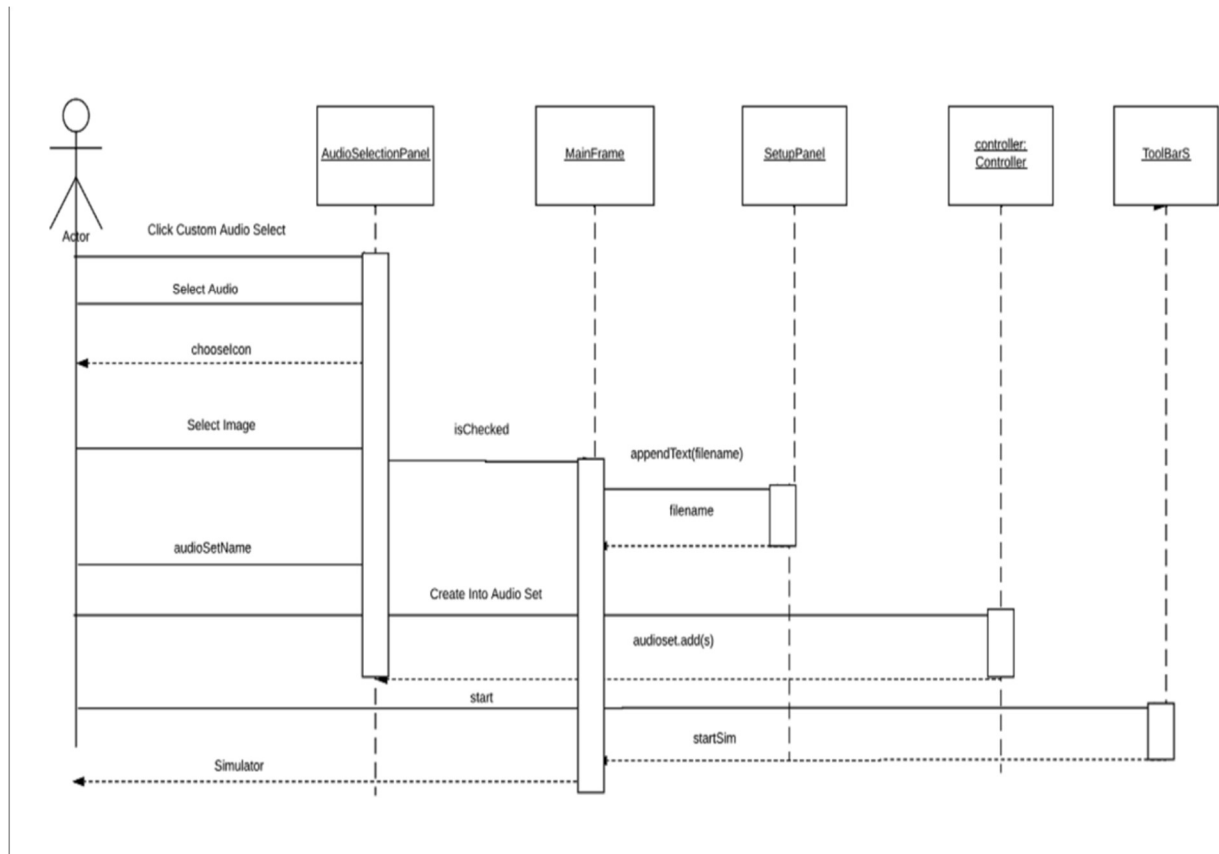 AudioSelectionPanel
MainFrame
SetupPanel
controller:
Controller
ToolBarS
Actor
Click Custom Audio Select
Select Audio
chooseIcon
Select Image
isChecked
appendText(filename)
filename
audioSetName
Create Into Audio Set
audioset.add(s)
start
startSim
Simulator